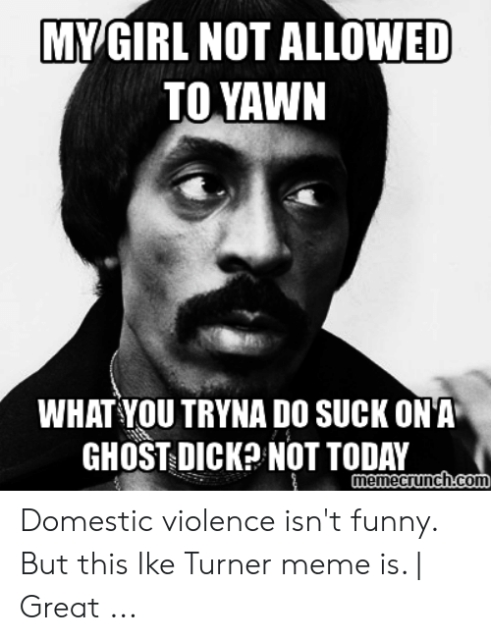 MY GIRL NOT ALLOWED
TO YAWN
WHAT YOU TRYNA DO SUCK ON A
GHOST DICK? NOT TODAY
memecrunch.com
Domestic violence isn't funny.
But this Ike Turner meme is. |
Great ...